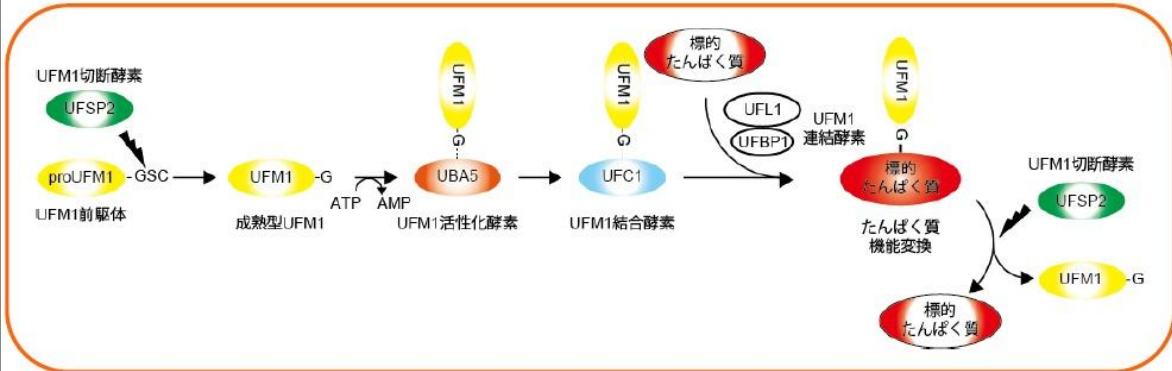 UFM1切断酵素
UFSP2
proUFM1
-GSC
UFM1前駆体
UFM1
-G
成熟型UFM1
ATP
AMP
UFM1
G
UBA5
UFM1活性化酵素
UFM1
G
UFC1
UFM1結合酵素
標的
たんぱく質
UFL1
UFBP1
UFM1
連結酵素
UFM1
G
標的
たんぱく質
たんぱく質
機能変換
UFM1切断酵素
UFSP2
UFM1
-G
標的
たんぱく質